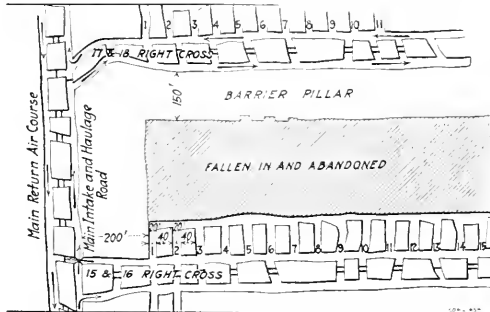 1 2 3 4 5 6 7 8 9 10 11
17 & 18 RIGHT CROSS
150'
BARRIER PILLAR
Main Return Air Course
Main Intake and Haulage
Road
FALLEN IN AND ABANDONED
200'
40 40
1 2 3 4 5 6 7 8 9 10 11 12 13 14 15
15 & 16 RIGHT CROSS